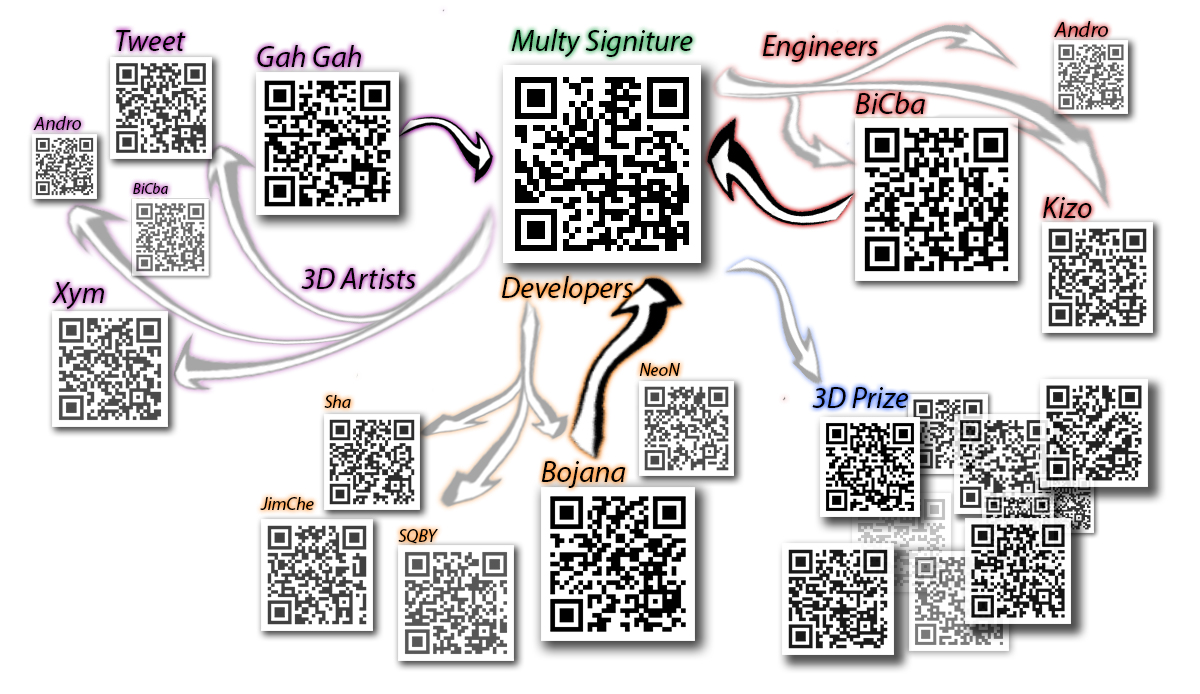 Tweet
Gah Gah
Multy Signiture
Engineers
Andro
BiCba
Andro
BiCba
Kizo
Xym
3D Artists
Developers
NeoN
3D Prize
Sha
Bojana
JimChe
SQBY